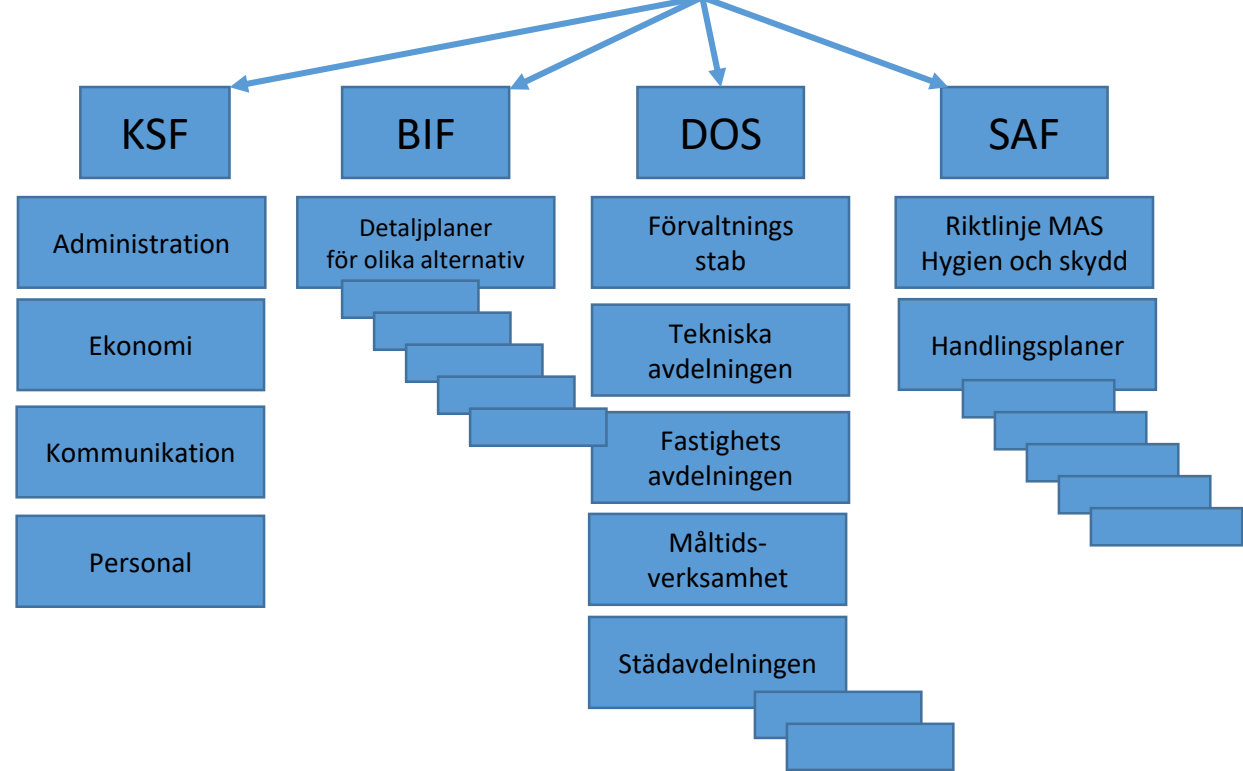 KSF
BIF
DOS
SAF
Administration
Ekonomi
Kommunikation
Personal
Detaljplaner
för olika alternativ
Förvaltnings
stab
Tekniska
avdelningen
Fastighets
avdelningen
Måltids-
verksamhet
Städavdelningen
Riktlinje MAS
Hygien och skydd
Handlingsplaner